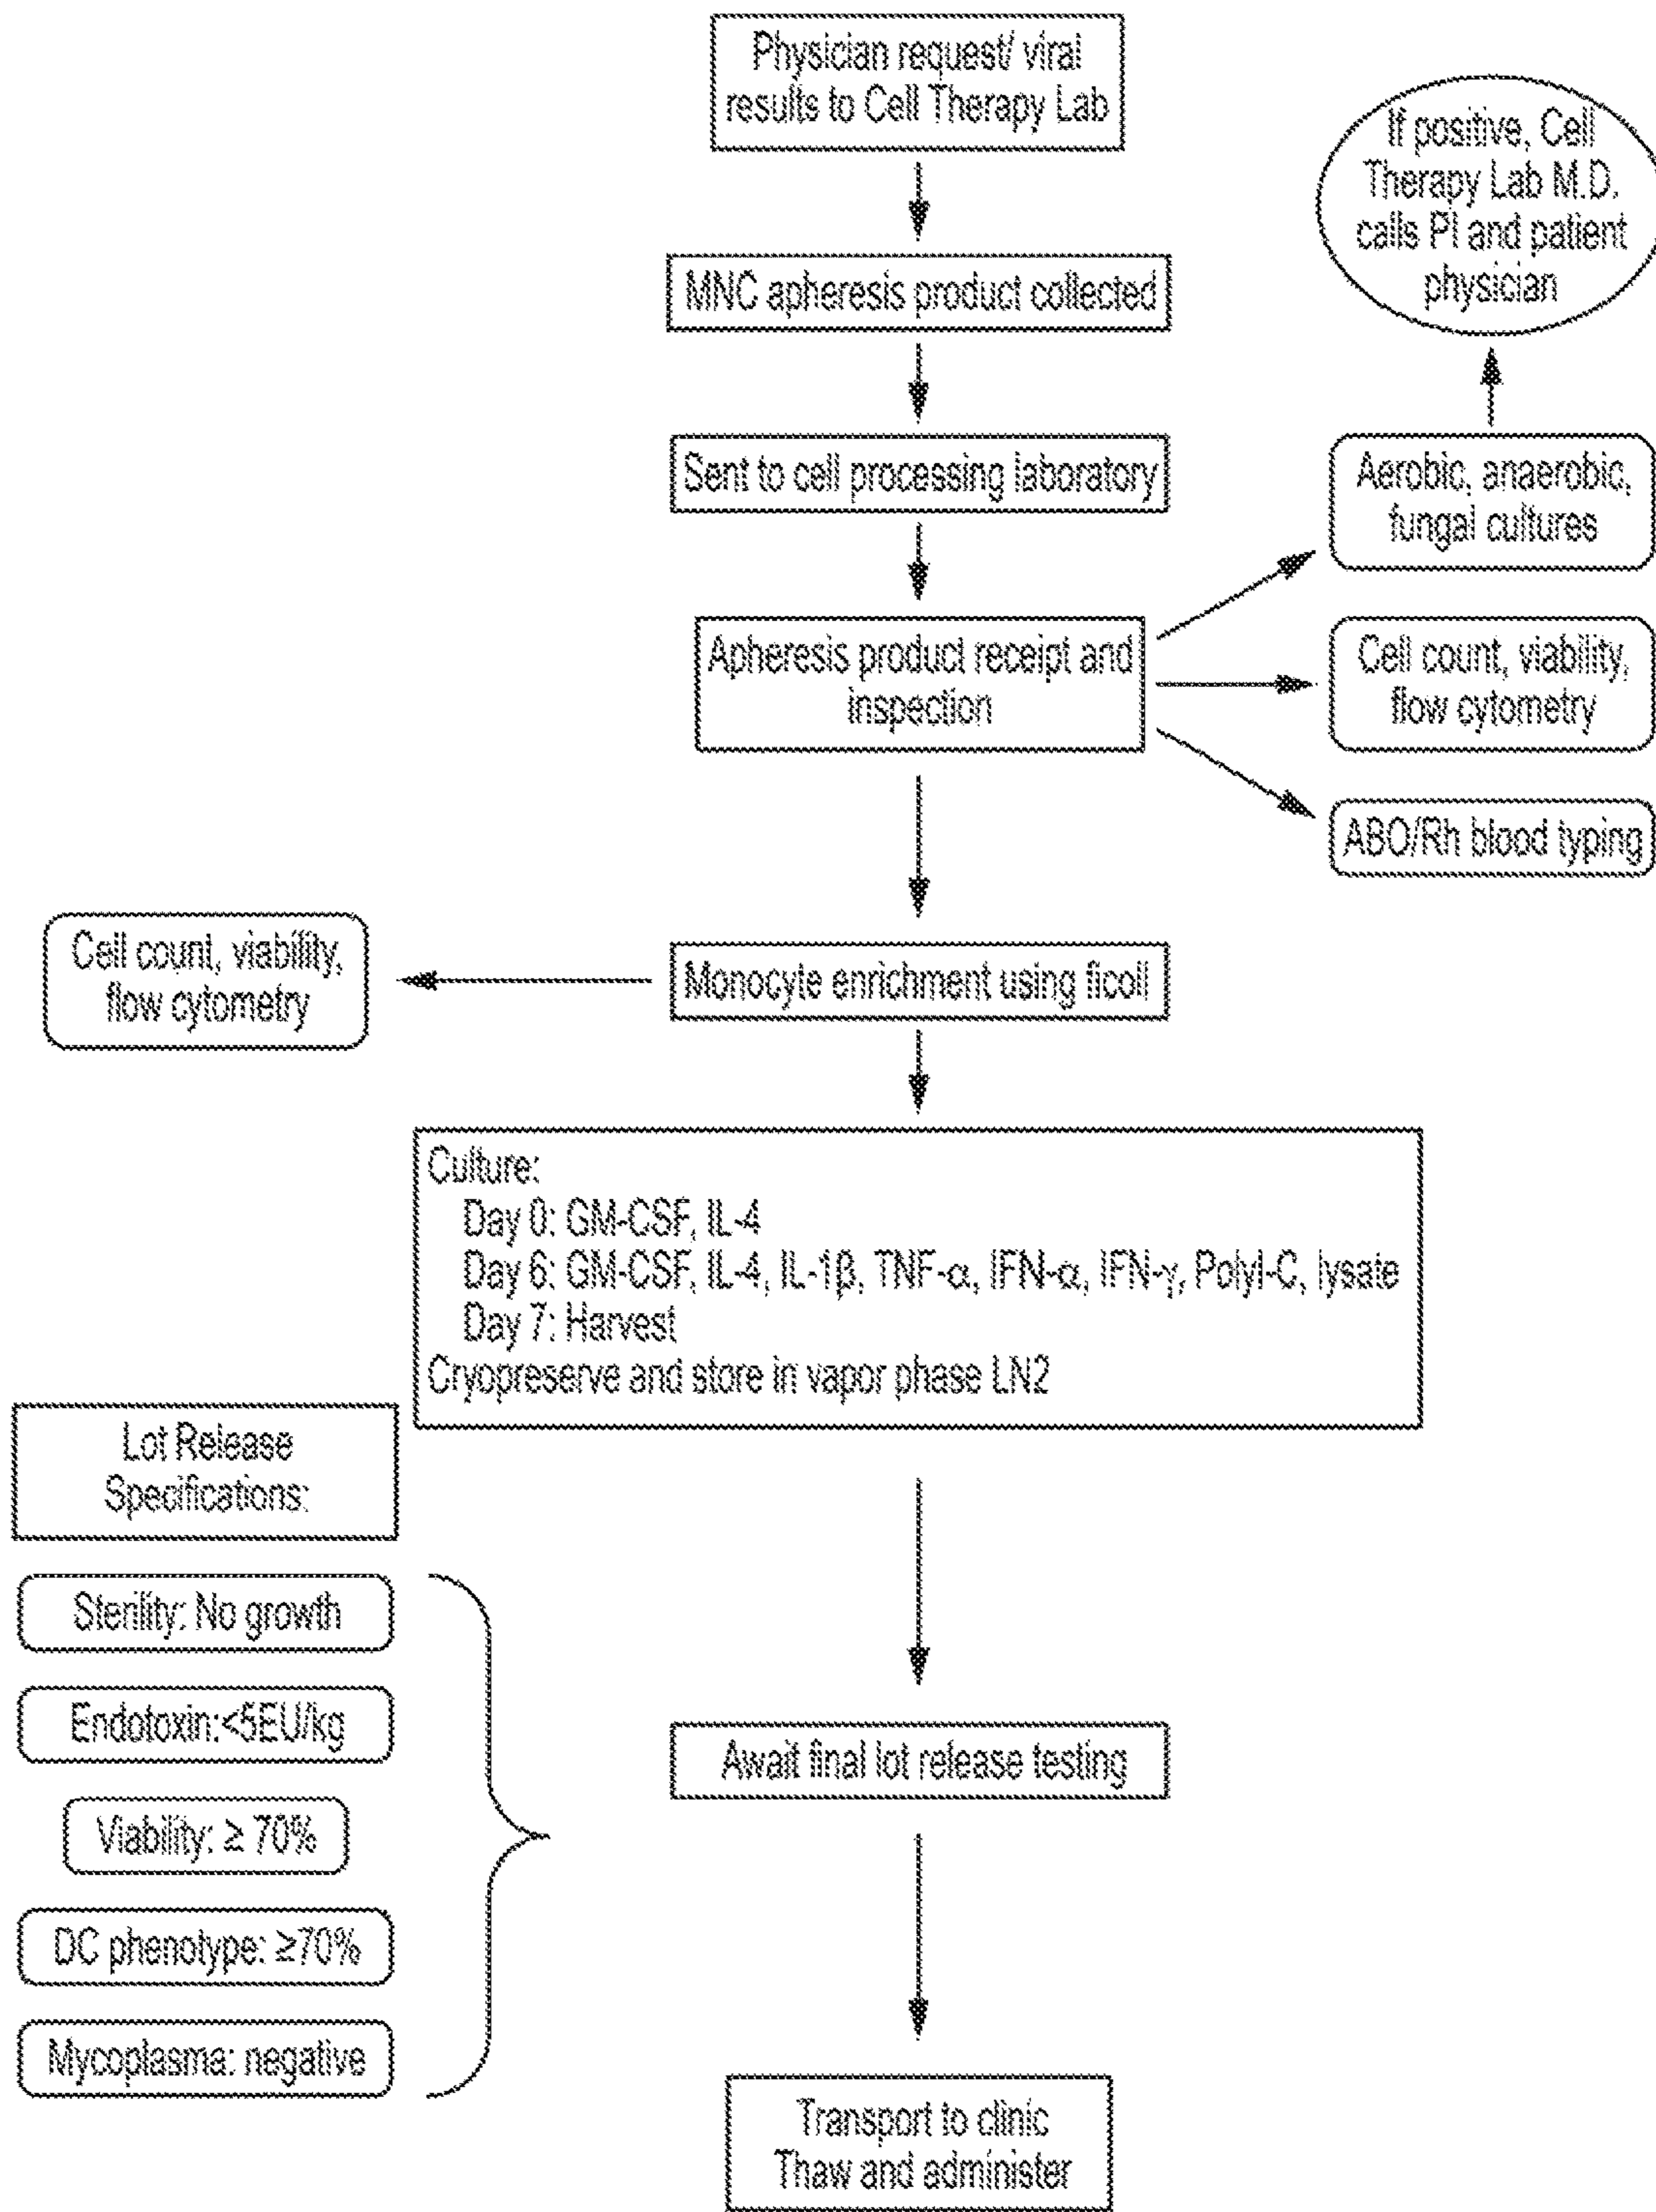 Physician request/ viral
results to Cell Therapy Lab
If positive, Cell
Therapy Lab M.D.
calls PI and patient
physician
MNC apheresis product collected
Sent to cell processing laboratory
Aerobic, anaerobic,
fungal cultures
Apheresis product receipt and
inspection
Cell count, viability,
flow cytometry
ABO/Rh blood typing
Cell count, viability,
flow cytometry
Monocyte enrichment using ficoll
Culture:
Day 0: GM-CSF, IL-4
Day 6: GM-CSF, IL-4, IL-1β, TNF-α, IFN-α, IFN-γ, PolyI-C, lysate
Day 7: Harvest
Cryopreserve and store in vapor phase LN2
Lot Release
Specifications:
Sterility: No growth
Endotoxin:<5EU/kg
Viability: ≥ 70%
DC phenotype: ≥70%
Mycoplasma: negative
Await final lot release testing
Transport to clinic
Thaw and administer